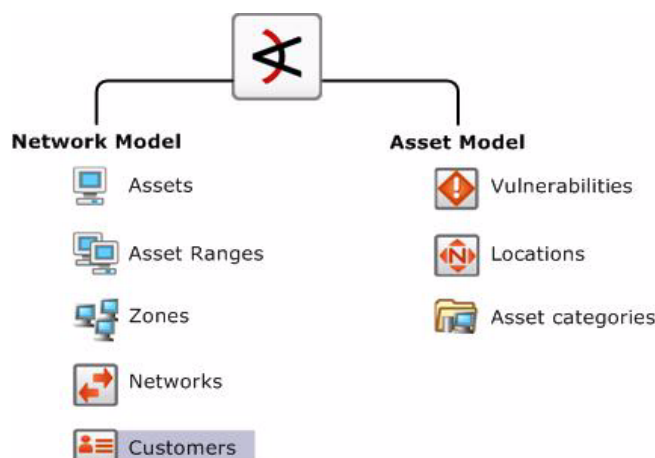 Network Model
Assets
Asset Ranges
Zones
Networks
Customers
Asset Model
Vulnerabilities
Locations
Asset categories